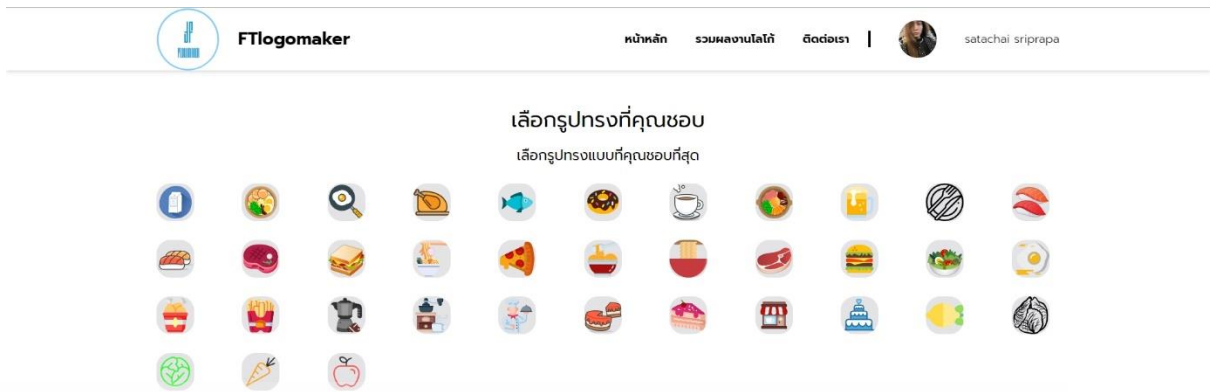 FTlogomaker
หน้าหลัก รวมผลงานโลโก้ ติดต่อเรา
satachai sriprapa
เลือกรูปทรงที่คุณชอบ
เลือกรูปทรงแบบที่คุณชอบที่สุด